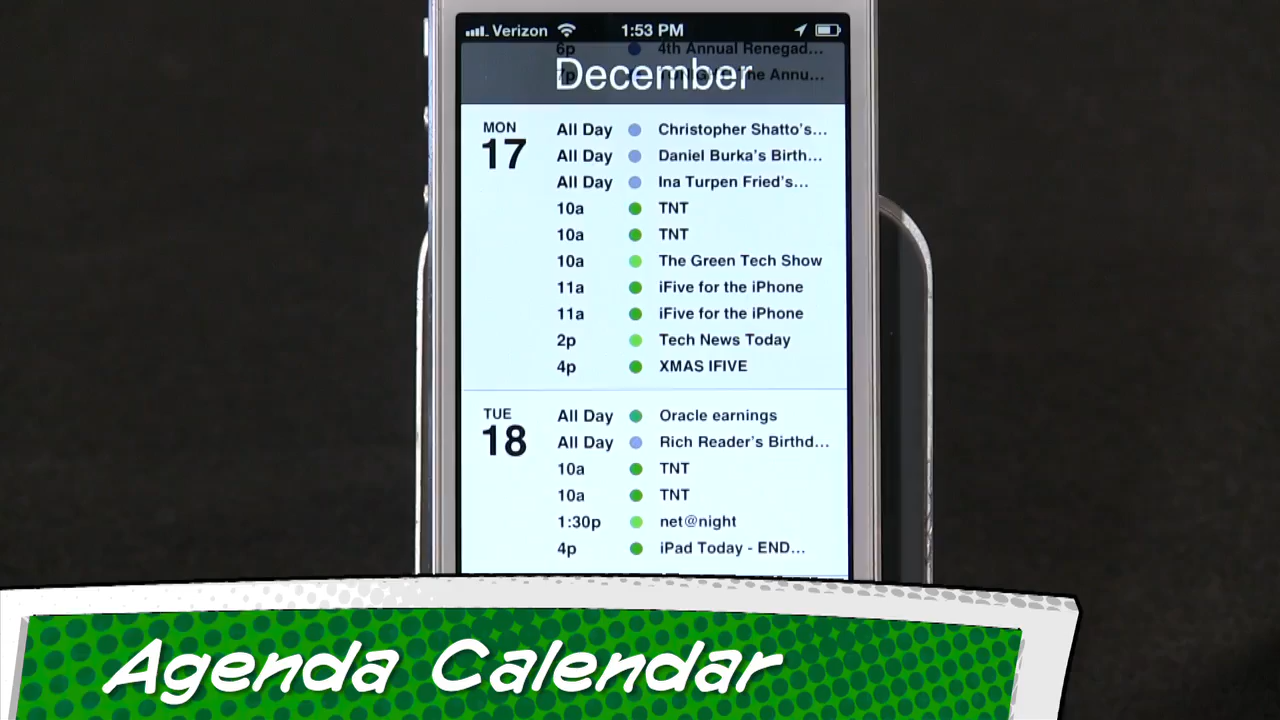 Verizon 1:53 PM
6p 4th Annual Renegad...
December
MON
17
All Day Christopher Shatto's...
All Day Daniel Burka's Birth...
All Day Ina Turpen Fried's...
10a TNT
10a TNT
10a The Green Tech Show
11a iFive for the iPhone
11a iFive for the iPhone
2p Tech News Today
4p XMAS IFIVE
TUE
18
All Day Oracle earnings
All Day Rich Reader's Birthd...
10a TNT
10a TNT
1:30p net@night
4p iPad Today - END...
Agenda Calendar